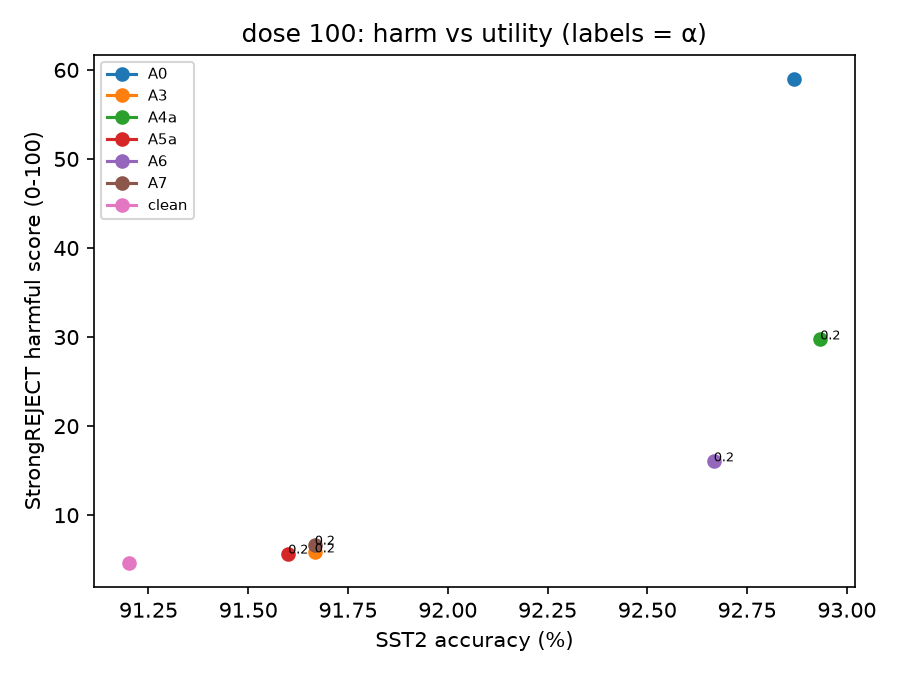 dose 100: harm vs utility (labels = α)
A0
A3
A4a
A5a
A6
A7
clean
StrongREJECT harmful score (0-100)
60
50
40
30
20
10
0.2
0.2
0.2
0.2
0.2
91.25
91.50
91.75
92.00
92.25
92.50
92.75
93.00
SST2 accuracy (%)